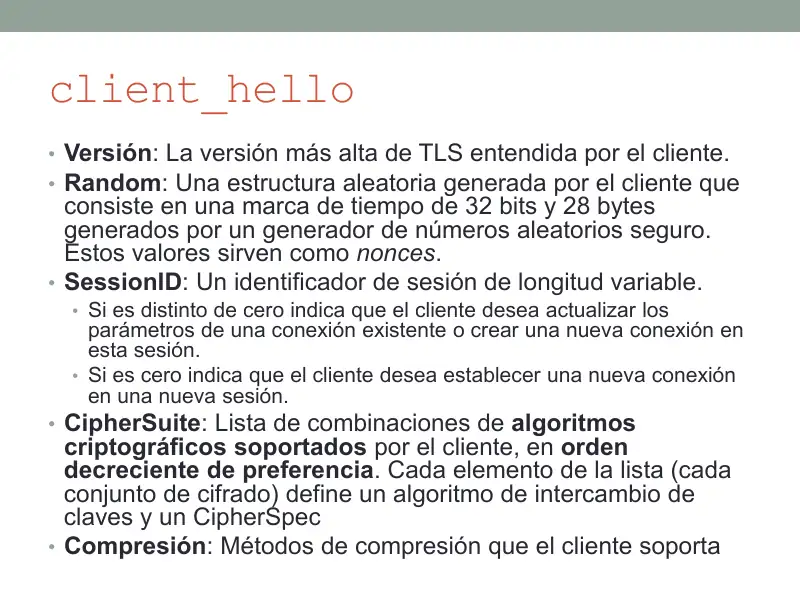 client_hello
• Versión: La versión más alta de TLS entendida por el cliente.
• Random: Una estructura aleatoria generada por el cliente que
consiste en una marca de tiempo de 32 bits y 28 bytes
generados por un generador de números aleatorios seguro.
Estos valores sirven como nonces.
• SessionID: Un identificador de sesión de longitud variable.
• Si es distinto de cero indica que el cliente desea actualizar los
parámetros de una conexión existente o crear una nueva conexión en
esta sesión.
• Si es cero indica que el cliente desea establecer una nueva conexión
en una nueva sesión.
• CipherSuite: Lista de combinaciones de algoritmos
criptográficos soportados por el cliente, en orden
decreciente de preferencia. Cada elemento de la lista (cada
conjunto de cifrado) define un algoritmo de intercambio de
claves y un CipherSpec
• Compresión: Métodos de compresión que el cliente soporta